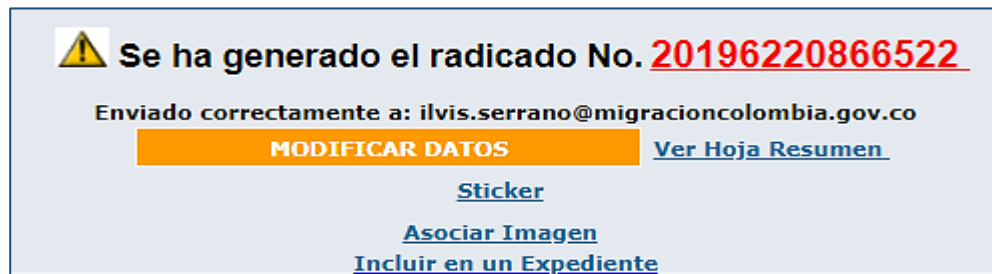 Se ha generado el radicado No. 20196220866522
Enviado correctamente a: ilvis.serrano@migracioncolombia.gov.co
MODIFICAR DATOS Ver Hoja Resumen
Sticker
Asociar Imagen
Incluir en un Expediente